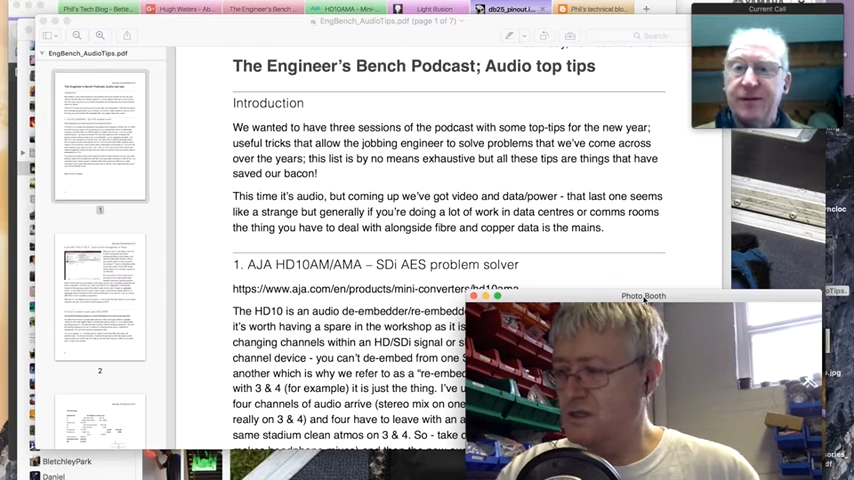 Phil's Tech Blog - Bette...
Hugh Waters - Ab...
The Engineer's Bench ...
HD10AMA - Mini-...
Light Illusion
db25_pinout.i...
Phil's technical blo...
Current Call
EngBench_AudioTips.pdf (page 1 of 7)
Search
EngBench_AudioTips.pdf
The Engineer's Bench Podcast; Audio top tips
Introduction
We wanted to have three sessions of the podcast with some top-tips for the new year;
useful tricks that allow the jobbing engineer to solve problems that we've come across
over the years; this list is by no means exhaustive but all these tips are things that have
saved our bacon!
This time it's audio, but coming up we've got video and data/power - that last one seems
like a strange but generally if you're doing a lot of work in data centres or comms rooms
the thing you have to deal with alongside fibre and copper data is the mains.
1
1. AJA HD10AM/AMA – SDi AES problem solver
https://www.aja.com/en/products/mini-converters/hd10ama
Photo Booth
The HD10 is an audio de-embedder/re-embedd
it's worth having a spare in the workshop as it is
changing channels within an HD/SDi signal or s
channel device - you can't de-embed from one S
another which is why we refer to as a "re-embe
with 3 & 4 (for example) it is just the thing. I've u
four channels of audio arrive (stereo mix on one
really on 3 & 4) and four have to leave with an a
same stadium clean atmos on 3 & 4. So - take o
2
BletchleyPark
Daniel